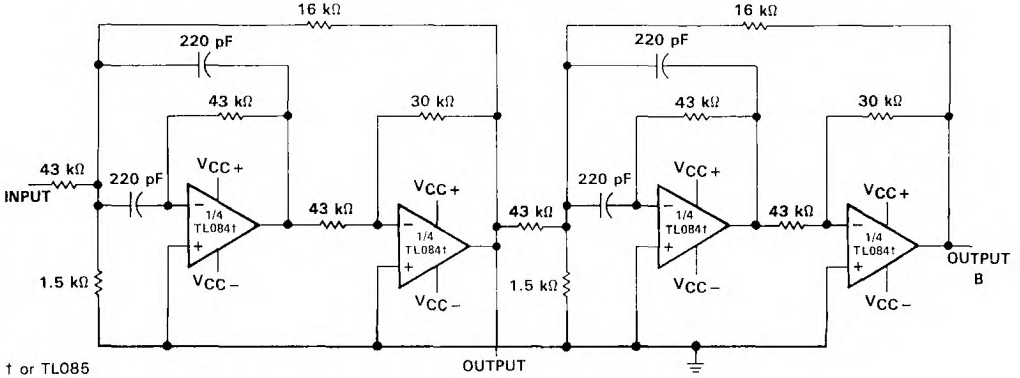 16 kΩ
16 kΩ
220 pF
220 pF
43 kΩ
30 kΩ
43 kΩ
30 kΩ
43 kΩ
INPUT
220 pF
VCC+
–
1/4
TL084†
+
VCC–
43 kΩ
VCC+
–
1/4
TL084†
+
VCC–
43 kΩ
220 pF
VCC+
–
1/4
TL084†
+
VCC–
43 kΩ
VCC+
–
1/4
TL084†
+
VCC–
OUTPUT
B
1.5 kΩ
1.5 kΩ
† or TL085
OUTPUT